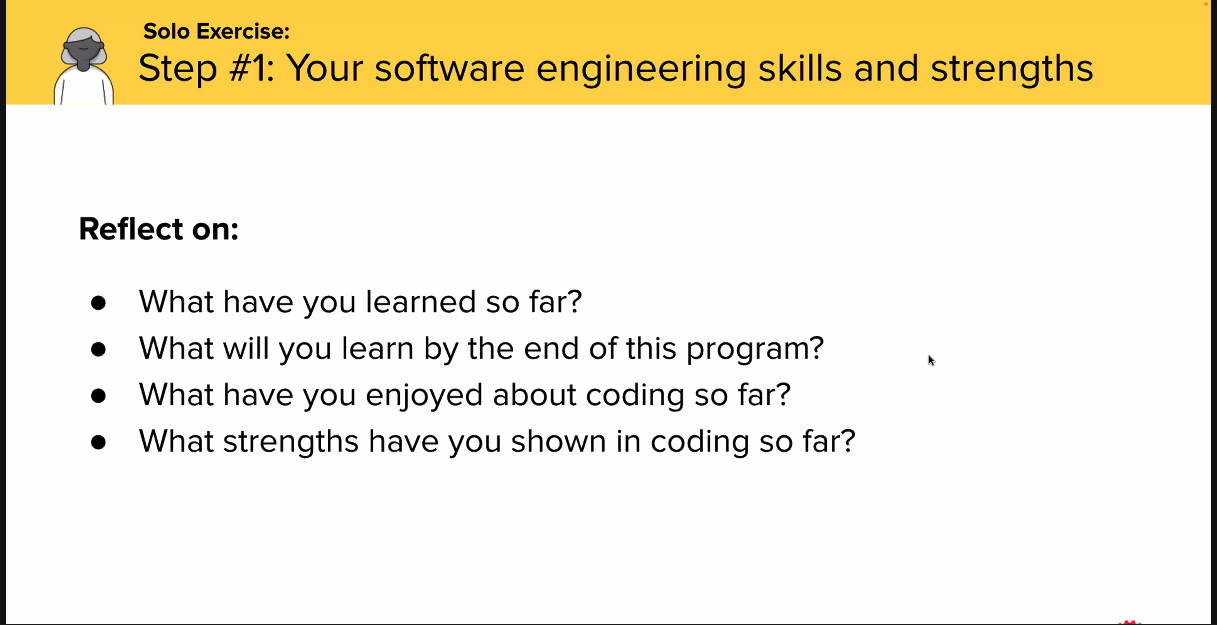 Solo Exercise:
Step #1: Your software engineering skills and strengths
Reflect on:
● What have you learned so far?
● What will you learn by the end of this program?
● What have you enjoyed about coding so far?
● What strengths have you shown in coding so far?